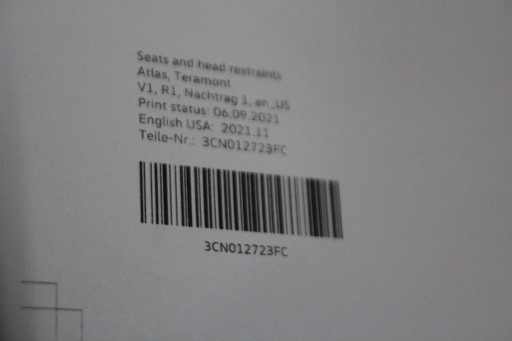 Seats and head restraints
Atlas, Teramont
V1, R1, Nachtrag 1, en_US
Print status: 06.09.2021
English USA: 2021.11
Teile-Nr.: 3CN012723FC
3CN012723FC